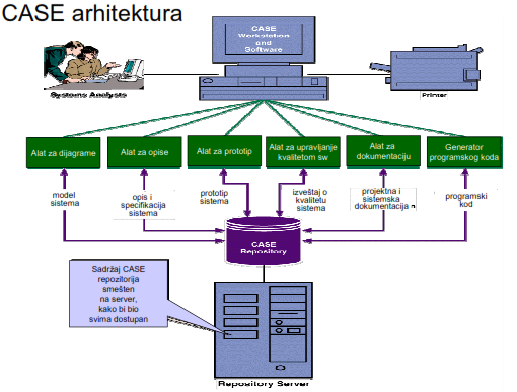 CASE arhitektura
CASE
Workstation
and
Software
Systems Analysts
Printer
Alat za dijagrame
Alat za opise
Alat za prototip
Alat za upravljanje
kvalitetom sw
Alat za
dokumentaciju
Generator
programskog koda
model
sistema
opis i
specifikacija
sistema
prototip
sistema
izveštaj o
kvalitetu
sistema
projektna i
sistemska
dokumentacija
programski
kod
CASE
Repository
Sadržaj CASE
repozitorija
smešten
na server,
kako bi bio
svima dostupan
Repository Server